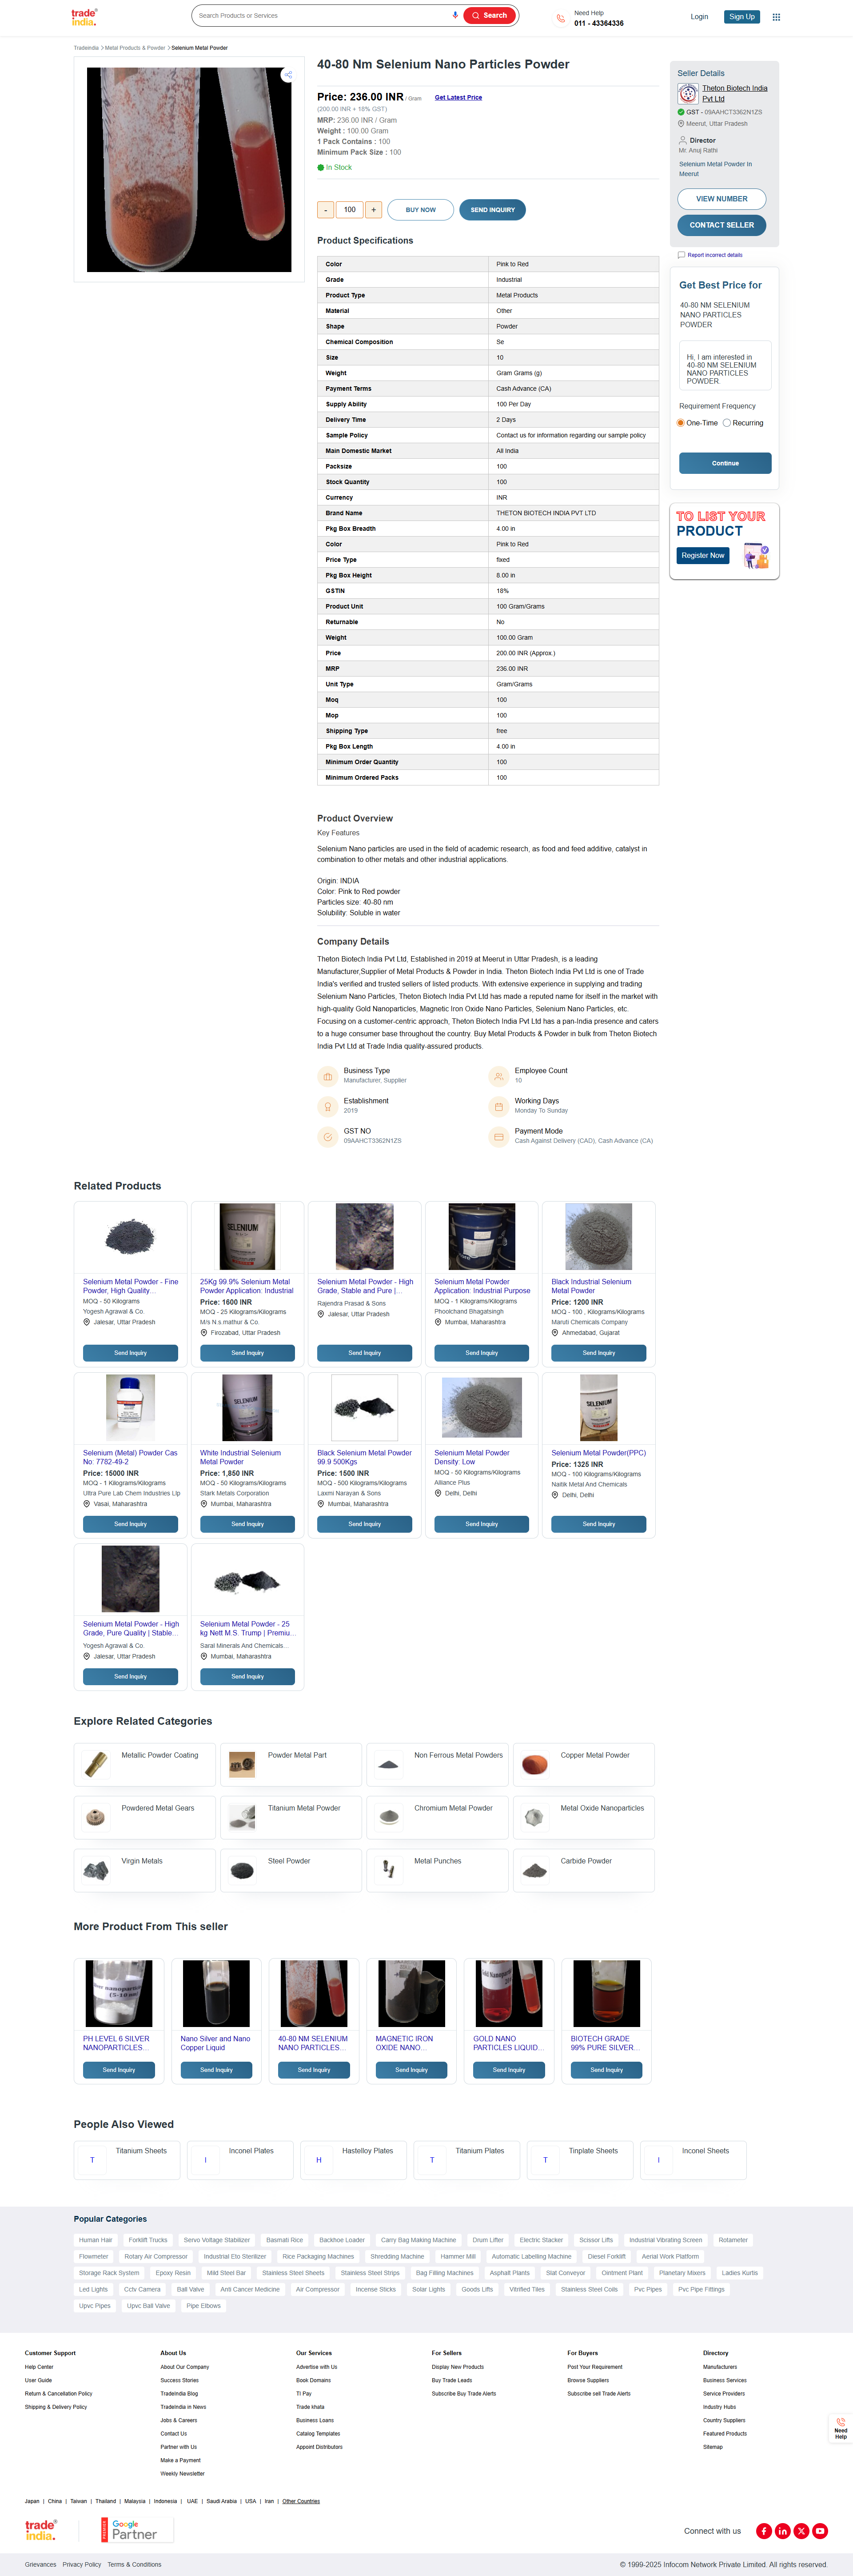 trade
india.
Search Products or Services
Search
Need Help
011 - 43364336
Login
Sign Up
Tradeindia > Metal Products & Powder > Selenium Metal Powder
40-80 Nm Selenium Nano Particles Powder
Price: 236.00 INR / Gram
Get Latest Price
(200.00 INR + 18% GST)
MRP: 236.00 INR / Gram
Weight : 100.00 Gram
1 Pack Contains : 100
Minimum Pack Size : 100
In Stock
- 100 +
BUY NOW
SEND INQUIRY
Product Specifications
Color Pink to Red
Grade Industrial
Product Type Metal Products
Material Other
Shape Powder
Chemical Composition Se
Size 10
Weight Gram Grams (g)
Payment Terms Cash Advance (CA)
Supply Ability 100 Per Day
Delivery Time 2 Days
Sample Policy Contact us for information regarding our sample policy
Main Domestic Market All India
Packsize 100
Stock Quantity 100
Currency INR
Brand Name THETON BIOTECH INDIA PVT LTD
Pkg Box Breadth 4.00 in
Color Pink to Red
Price Type fixed
Pkg Box Height 8.00 in
GSTIN 18%
Product Unit 100 Gram/Grams
Returnable No
Weight 100.00 Gram
Price 200.00 INR (Approx.)
MRP 236.00 INR
Unit Type Gram/Grams
Moq 100
Mop 100
Shipping Type free
Pkg Box Length 4.00 in
Minimum Order Quantity 100
Minimum Ordered Packs 100
Product Overview
Key Features
Selenium Nano particles are used in the field of academic research, as food and feed additive, catalyst in
combination to other metals and other industrial applications.
Origin: INDIA
Color: Pink to Red powder
Particles size: 40-80 nm
Solubility: Soluble in water
Company Details
Theton Biotech India Pvt Ltd, Established in 2019 at Meerut in Uttar Pradesh, is a leading
Manufacturer,Supplier of Metal Products & Powder in India. Theton Biotech India Pvt Ltd is one of Trade
India's verified and trusted sellers of listed products. With extensive experience in supplying and trading
Selenium Nano Particles, Theton Biotech India Pvt Ltd has made a reputed name for itself in the market with
high-quality Gold Nanoparticles, Magnetic Iron Oxide Nano Particles, Selenium Nano Particles, etc.
Focusing on a customer-centric approach, Theton Biotech India Pvt Ltd has a pan-India presence and caters
to a huge consumer base throughout the country. Buy Metal Products & Powder in bulk from Theton Biotech
India Pvt Ltd at Trade India quality-assured products.
Business Type
Manufacturer, Supplier
Employee Count
10
Establishment
2019
Working Days
Monday To Sunday
GST NO
09AAHCT3362N1ZS
Payment Mode
Cash Against Delivery (CAD), Cash Advance (CA)
Seller Details
Theton Biotech India
Pvt Ltd
GST - 09AAHCT3362N1ZS
Meerut, Uttar Pradesh
Director
Mr. Anuj Rathi
Selenium Metal Powder In
Meerut
VIEW NUMBER
CONTACT SELLER
Report incorrect details
Get Best Price for
40-80 NM SELENIUM
NANO PARTICLES
POWDER
Hi, I am interested in
40-80 NM SELENIUM
NANO PARTICLES
POWDER.
Requirement Frequency
One-Time Recurring
Continue
TO LIST YOUR
PRODUCT
Register Now
Related Products
SELENIUM
Selenium Metal Powder - Fine
Powder, High Quality...
MOQ - 50 Kilograms
Yogesh Agrawal & Co.
Jalesar, Uttar Pradesh
Send Inquiry
25Kg 99.9% Selenium Metal
Powder Application: Industrial
Price: 1600 INR
MOQ - 25 Kilograms/Kilograms
M/s N.s.mathur & Co.
Firozabad, Uttar Pradesh
Send Inquiry
Selenium Metal Powder - High
Grade, Stable and Pure |...
Rajendra Prasad & Sons
Jalesar, Uttar Pradesh
Send Inquiry
Selenium Metal Powder
Application: Industrial Purpose
MOQ - 1 Kilograms/Kilograms
Phoolchand Bhagatsingh
Mumbai, Maharashtra
Send Inquiry
Black Industrial Selenium
Metal Powder
Price: 1200 INR
MOQ - 100 , Kilograms/Kilograms
Maruti Chemicals Company
Ahmedabad, Gujarat
Send Inquiry
SELENIUM
SELENIUM
Selenium (Metal) Powder Cas
No: 7782-49-2
Price: 15000 INR
MOQ - 1 Kilograms/Kilograms
Ultra Pure Lab Chem Industries Llp
Vasai, Maharashtra
Send Inquiry
White Industrial Selenium
Metal Powder
Price: 1,850 INR
MOQ - 50 Kilograms/Kilograms
Stark Metals Corporation
Mumbai, Maharashtra
Send Inquiry
Black Selenium Metal Powder
99.9 500Kgs
Price: 1500 INR
MOQ - 500 Kilograms/Kilograms
Laxmi Narayan & Sons
Mumbai, Maharashtra
Send Inquiry
Selenium Metal Powder
Density: Low
MOQ - 50 Kilograms/Kilograms
Alliance Plus
Delhi, Delhi
Send Inquiry
Selenium Metal Powder(PPC)
Price: 1325 INR
MOQ - 100 Kilograms/Kilograms
Naitik Metal And Chemicals
Delhi, Delhi
Send Inquiry
Selenium Metal Powder - High
Grade, Pure Quality | Stable...
Yogesh Agrawal & Co.
Jalesar, Uttar Pradesh
Send Inquiry
Selenium Metal Powder - 25
kg Nett M.S. Trump | Premiu...
Saral Minerals And Chemicals...
Mumbai, Maharashtra
Send Inquiry
Explore Related Categories
Metallic Powder Coating
Powder Metal Part
Non Ferrous Metal Powders
Copper Metal Powder
Powdered Metal Gears
Titanium Metal Powder
Chromium Metal Powder
Metal Oxide Nanoparticles
Virgin Metals
Steel Powder
Metal Punches
Carbide Powder
More Product From This seller
PH LEVEL 6 SILVER
NANOPARTICLES...
Send Inquiry
Nano Silver and Nano
Copper Liquid
Send Inquiry
40-80 NM SELENIUM
NANO PARTICLES...
Send Inquiry
MAGNETIC IRON
OXIDE NANO...
Send Inquiry
GOLD NANO
PARTICLES LIQUID...
Send Inquiry
BIOTECH GRADE
99% PURE SILVER...
Send Inquiry
People Also Viewed
T Titanium Sheets
I Inconel Plates
H Hastelloy Plates
T Titanium Plates
T Tinplate Sheets
I Inconel Sheets
Popular Categories
Human Hair Forklift Trucks Servo Voltage Stabilizer Basmati Rice Backhoe Loader Carry Bag Making Machine Drum Lifter Electric Stacker Scissor Lifts Industrial Vibrating Screen Rotameter
Flowmeter Rotary Air Compressor Industrial Eto Sterilizer Rice Packaging Machines Shredding Machine Hammer Mill Automatic Labelling Machine Diesel Forklift Aerial Work Platform
Storage Rack System Epoxy Resin Mild Steel Bar Stainless Steel Sheets Stainless Steel Strips Bag Filling Machines Asphalt Plants Slat Conveyor Ointment Plant Planetary Mixers Ladies Kurtis
Led Lights Cctv Camera Ball Valve Anti Cancer Medicine Air Compressor Incense Sticks Solar Lights Goods Lifts Vitrified Tiles Stainless Steel Coils Pvc Pipes Pvc Pipe Fittings
Upvc Pipes Upvc Ball Valve Pipe Elbows
Customer Support
Help Center
User Guide
Return & Cancellation Policy
Shipping & Delivery Policy
About Us
About Our Company
Success Stories
Tradeindia Blog
Tradeindia in News
Jobs & Careers
Contact Us
Partner with Us
Make a Payment
Weekly Newsletter
Our Services
Advertise with Us
Book Domains
TI Pay
Trade khata
Business Loans
Catalog Templates
Appoint Distributors
For Sellers
Display New Products
Buy Trade Leads
Subscribe Buy Trade Alerts
For Buyers
Post Your Requirement
Browse Suppliers
Subscribe sell Trade Alerts
Directory
Manufacturers
Business Services
Service Providers
Industry Hubs
Country Suppliers
Featured Products
Sitemap
Need
Help
Japan | China | Taiwan | Thailand | Malaysia | Indonesia | UAE | Saudi Arabia | USA | Iran | Other Countries
trade
india.
PREMIER
Google
Partner
Connect with us
Grievances Privacy Policy Terms & Conditions
© 1999-2025 Infocom Network Private Limited. All rights reserved.